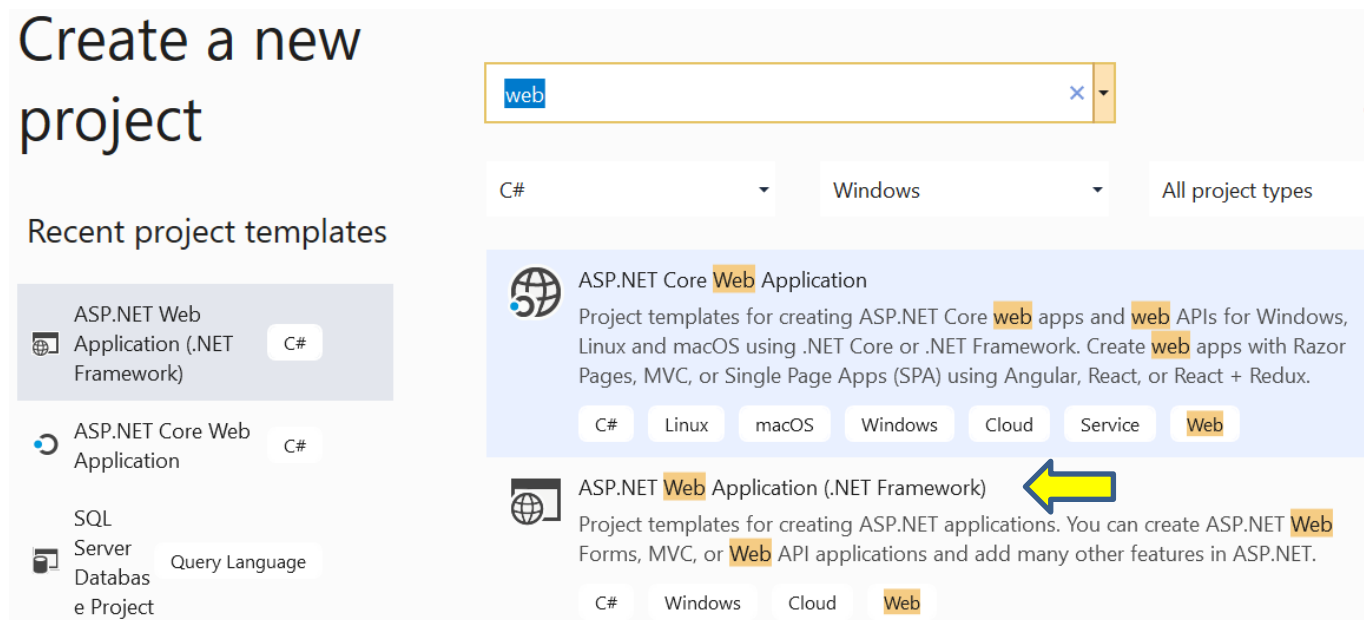 Create a new
project
Recent project templates
ASP.NET Web
Application (.NET
Framework)
C#
ASP.NET Core Web
Application
C#
SQL
Server
Databas
e Project
Query Language
web
C#
Windows
All project types
ASP.NET Core Web Application
Project templates for creating ASP.NET Core web apps and web APIs for Windows,
Linux and macOS using .NET Core or .NET Framework. Create web apps with Razor
Pages, MVC, or Single Page Apps (SPA) using Angular, React, or React + Redux.
C# Linux macOS Windows Cloud Service Web
ASP.NET Web Application (.NET Framework)
Project templates for creating ASP.NET applications. You can create ASP.NET Web
Forms, MVC, or Web API applications and add many other features in ASP.NET.
C# Windows Cloud Web